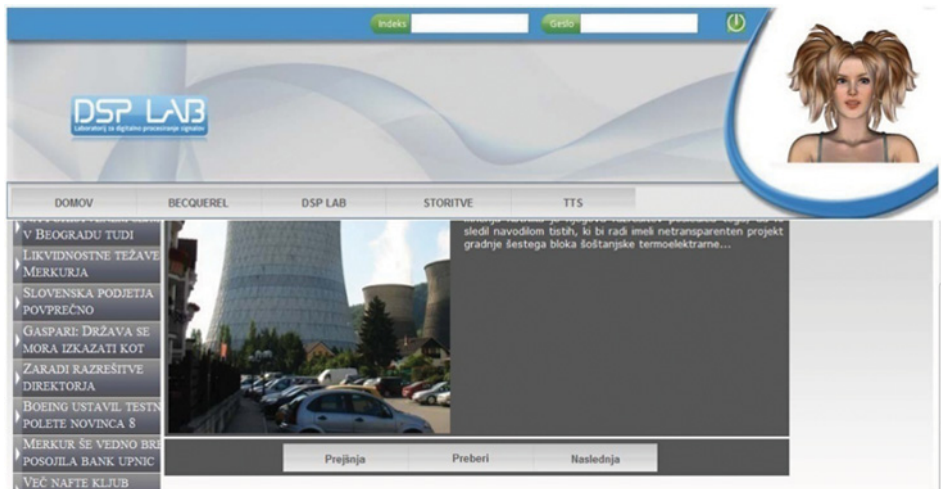 Indeks
Geslo
DSP LAB
Laboratorij za digitalno procesiranje signalov
DOMOV
BECQUEREL
DSP LAB
STORITVE
TTS
V BEOGRADU TUDI
LIKVIDNOSTNE TEŽAVE
MERKURJA
SLOVENSKA PODJETJA
POVPREČNO
GASPARI: DRŽAVA SE
MORA IZKAZATI KOT
ZARADI RAZREŠITVE
DIREKTORJA
BOEING USTAVIL TESTN
POLETE NOVINCA 8
MERKUR ŠE VEDNO BRE
POSOJILA BANK UPNIC
VEČ NAFTE KLJUB
sledil navodilom tistih, ki bi radi imeli netransparenten projekt
gradnje šestega bloka šoštanjske termoelektrarne...
Prejšnja
Preberi
Naslednja